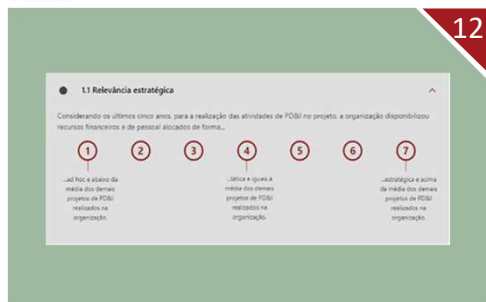 12
1.1 Relevância estratégica
Considerando os últimos cinco anos, para a realização das atividades de PD&I no projeto, a organização disponibilizou
recursos financeiros e de pessoal alocados de forma...
1 2 3 4 5 6 7
...ad hoc e abaixo da
média dos demais
projetos de PD&I
realizados na
organização.
...tática e iguais à
média dos demais
projetos de PD&I
realizados na
organização.
...estratégica e acima
da média dos demais
projetos de PD&I
realizados na
organização.